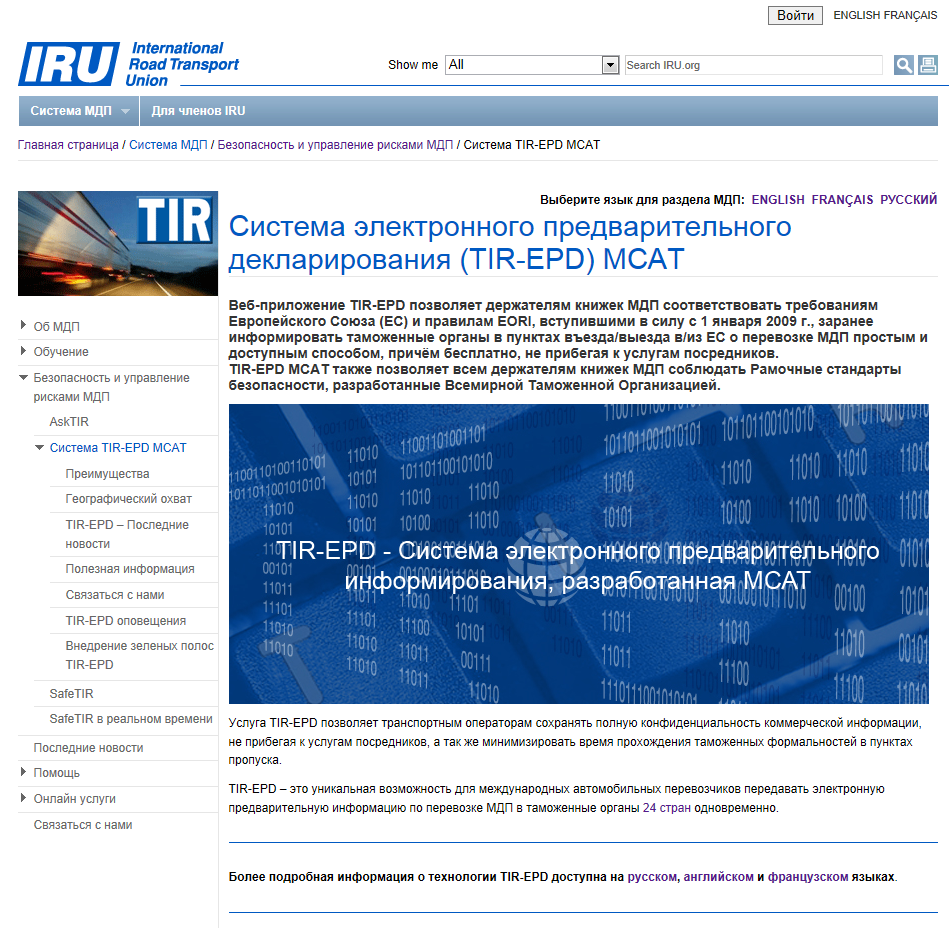 Войти ENGLISH FRANÇAIS
IRU International
Road Transport
Union
Show me All Search IRU.org
Система МДП Для членов IRU
Главная страница / Система МДП / Безопасность и управление рисками МДП / Система TIR-EPD МСАТ
TIR
Выберите язык для раздела МДП: ENGLISH FRANÇAIS РУССКИЙ
Система электронного предварительного
декларирования (TIR-EPD) МСАТ
Веб-приложение TIR-EPD позволяет держателям книжек МДП соответствовать требованиям
Европейского Союза (ЕС) и правилам EORI, вступившими в силу с 1 января 2009 г., заранее
информировать таможенные органы в пунктах въезда/выезда в/из ЕС о перевозке МДП простым и
доступным способом, причём бесплатно, не прибегая к услугам посредников.
TIR-EPD МСАТ также позволяет всем держателям книжек МДП соблюдать Рамочные стандарты
безопасности, разработанные Всемирной Таможенной Организацией.
Об МДП
Обучение
Безопасность и управление
рисками МДП
AskTIR
Система TIR-EPD МСАТ
Преимущества
Географический охват
TIR-EPD – Последние
новости
Полезная информация
Связаться с нами
TIR-EPD оповещения
Внедрение зеленых полос
TIR-EPD
SafeTIR
SafeTIR в реальном времени
Последние новости
Помощь
Онлайн услуги
Связаться с нами
TIR-EPD - Система электронного предварительного
информирования, разработанная МСАТ
Услуга TIR-EPD позволяет транспортным операторам сохранять полную конфиденциальность коммерческой информации,
не прибегая к услугам посредников, а так же минимизировать время прохождения таможенных формальностей в пунктах
пропуска.
TIR-EPD – это уникальная возможность для международных автомобильных перевозчиков передавать электронную
предварительную информацию по перевозке МДП в таможенные органы 24 стран одновременно.
Более подробная информация о технологии TIR-EPD доступна на русском, английском и французском языках.